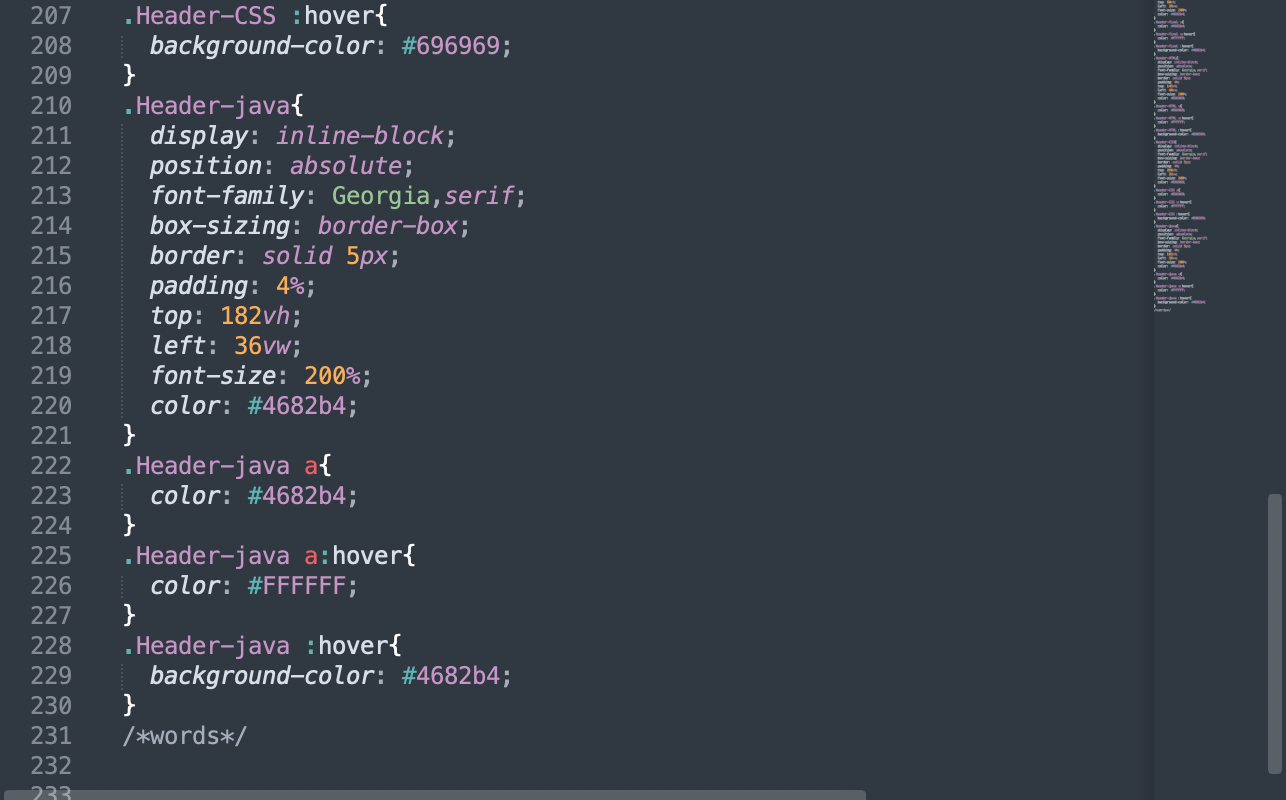 207 .Header-CSS :hover{
208 background-color: #696969;
209 }
210 .Header-java{
211 display: inline-block;
212 position: absolute;
213 font-family: Georgia,serif;
214 box-sizing: border-box;
215 border: solid 5px;
216 padding: 4%;
217 top: 182vh;
218 left: 36vw;
219 font-size: 200%;
220 color: #4682b4;
221 }
222 .Header-java a{
223 color: #4682b4;
224 }
225 .Header-java a:hover{
226 color: #FFFFFF;
227 }
228 .Header-java :hover{
229 background-color: #4682b4;
230 }
231 /*words*/
232
233